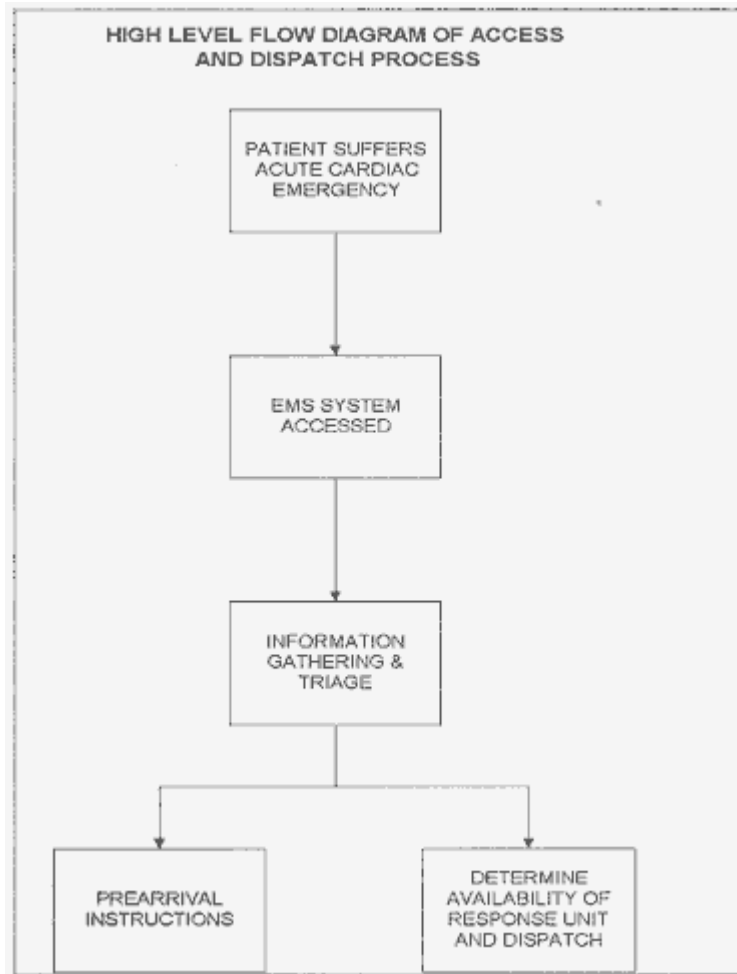 HIGH LEVEL FLOW DIAGRAM OF ACCESS
AND DISPATCH PROCESS
PATIENT SUFFERS
ACUTE CARDIAC
EMERGENCY
EMS SYSTEM
ACCESSED
INFORMATION
GATHERING &
TRIAGE
PREARRIVAL
INSTRUCTIONS
DETERMINE
AVAILABILITY OF
RESPONSE UNIT
AND DISPATCH